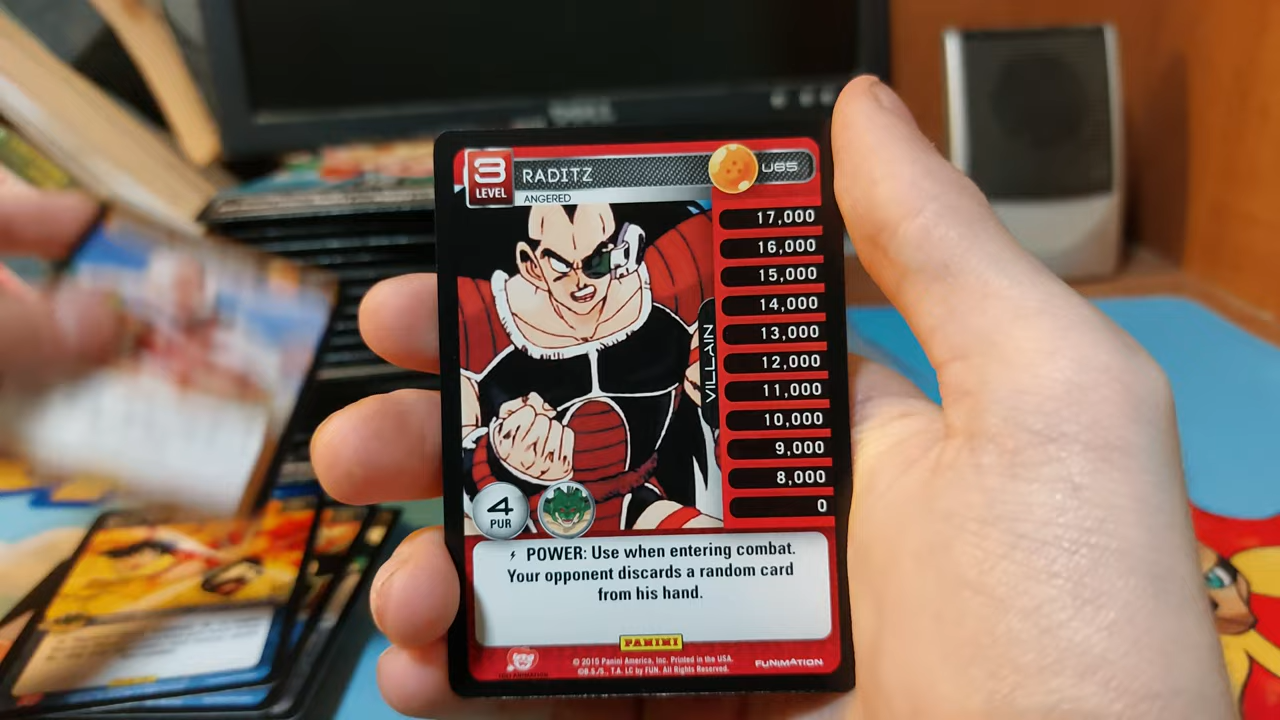 DELL
3
LEVEL
RADITZ
U65
ANGERED
17,000
16,000
15,000
14,000
13,000
12,000
11,000
10,000
9,000
8,000
0
VILLAIN
4
PUR
POWER: Use when entering combat.
Your opponent discards a random card
from his hand.
PANINI
© 2015 Panini America, Inc. Printed in the USA.
©B.S./S., T.A. LC by FUN. All Rights Reserved.
TOEI ANIMATION
FUNIMATION